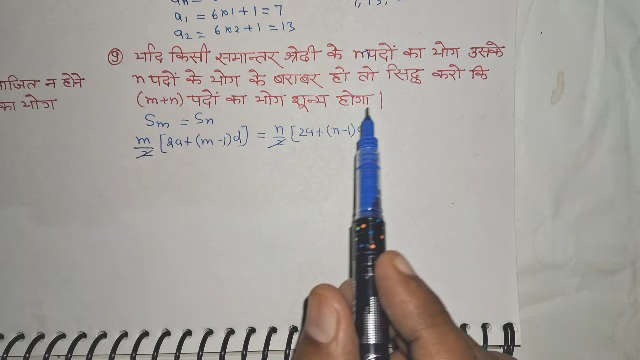 a₁ = 6×1+1 = 7
a₂ = 6×2+1 = 13
⑨ यदि किसी समान्तर श्रेढी के m पदों का योग उसके
n पदों के योग के बराबर हो तो सिद्ध करो कि
(m+n) पदों का योग शून्य होगा |
ाजित न होने
का योग
Sm = Sn
m/2 [2a+(m-1)d] = n/2 [2a+(n-1)